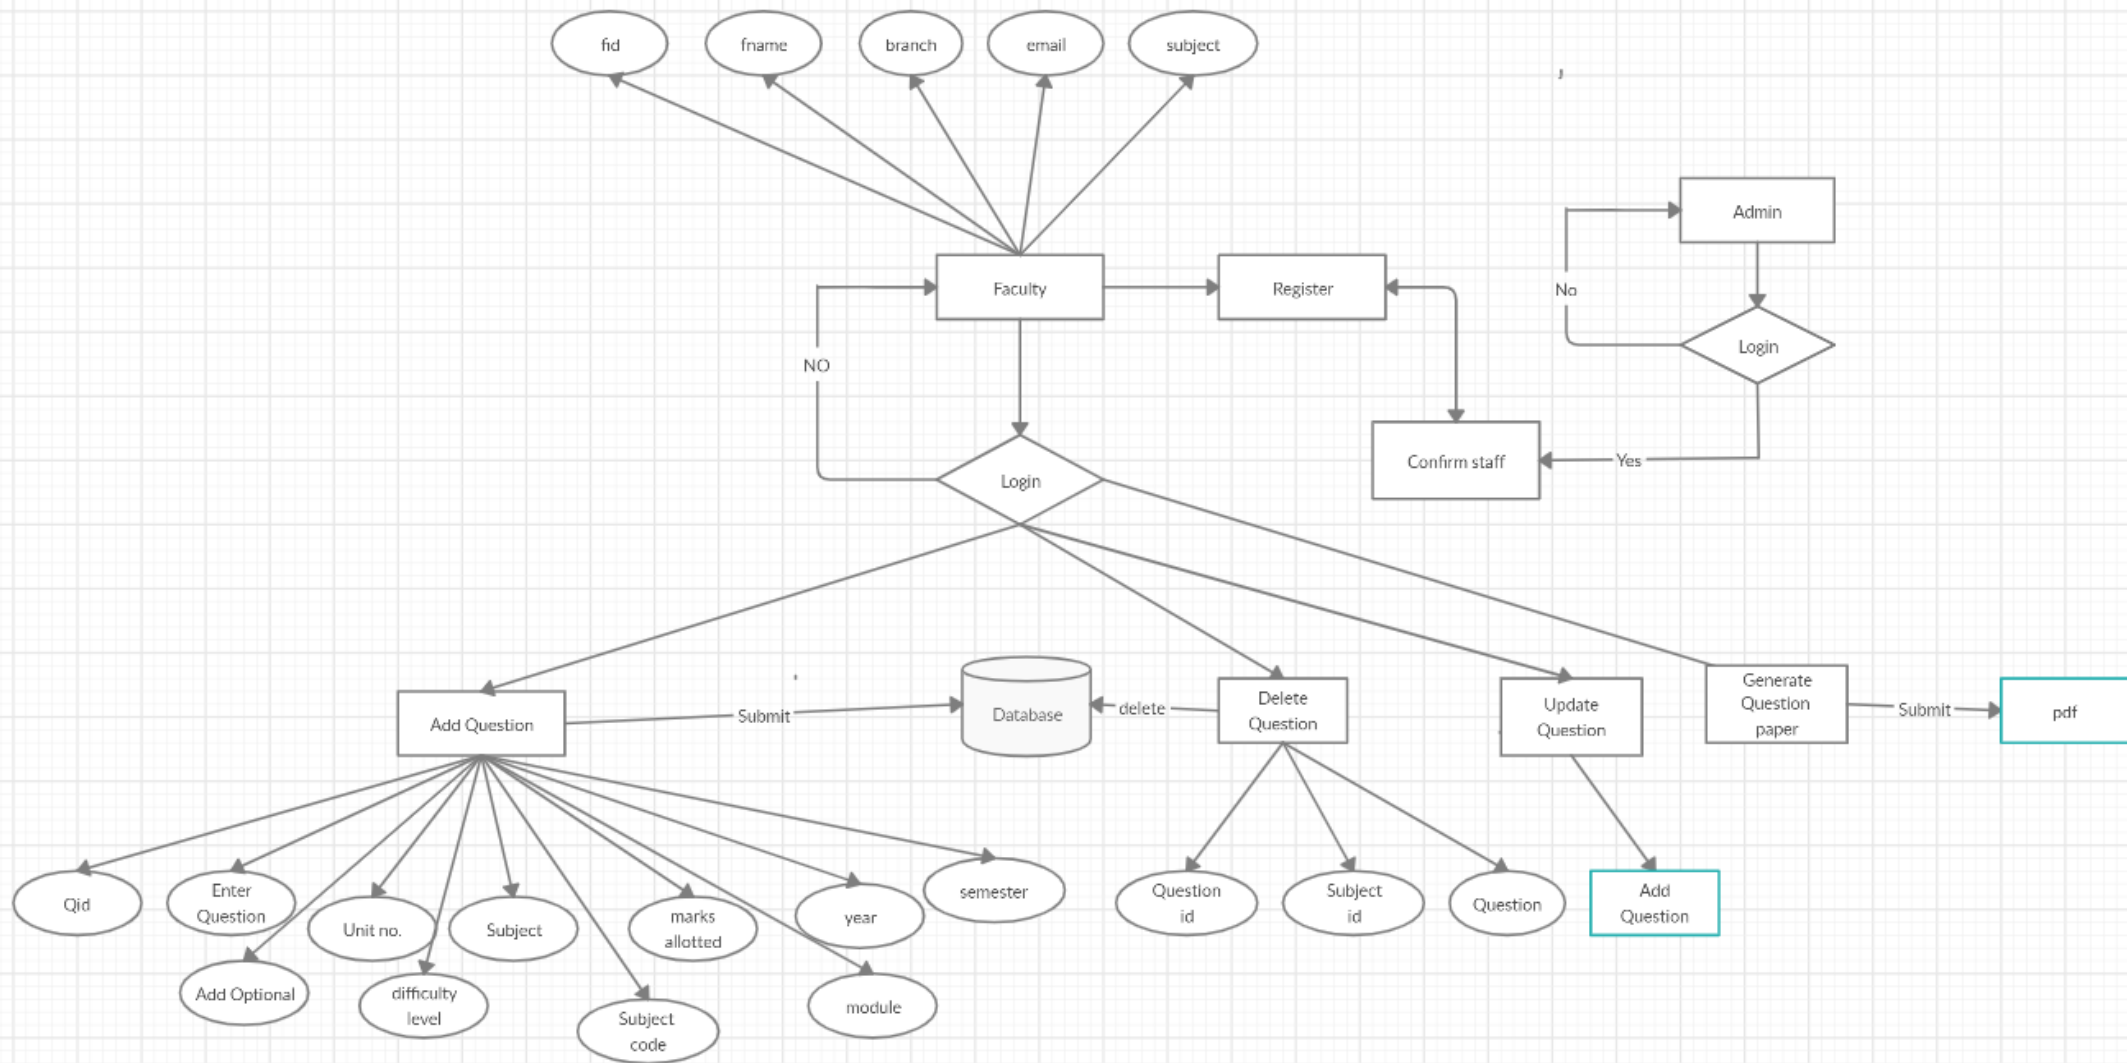 fid
fname
branch
email
subject
Admin
Faculty
Register
No
NO
Login
Confirm staff
Yes
Login
Add Question
Submit
Database
delete
Delete
Question
Update
Question
Generate
Question
paper
Submit
pdf
Qid
Enter
Question
Unit no.
Subject
marks
allotted
year
semester
Question
id
Subject
id
Question
Add
Question
Add Optional
difficulty
level
Subject
code
module